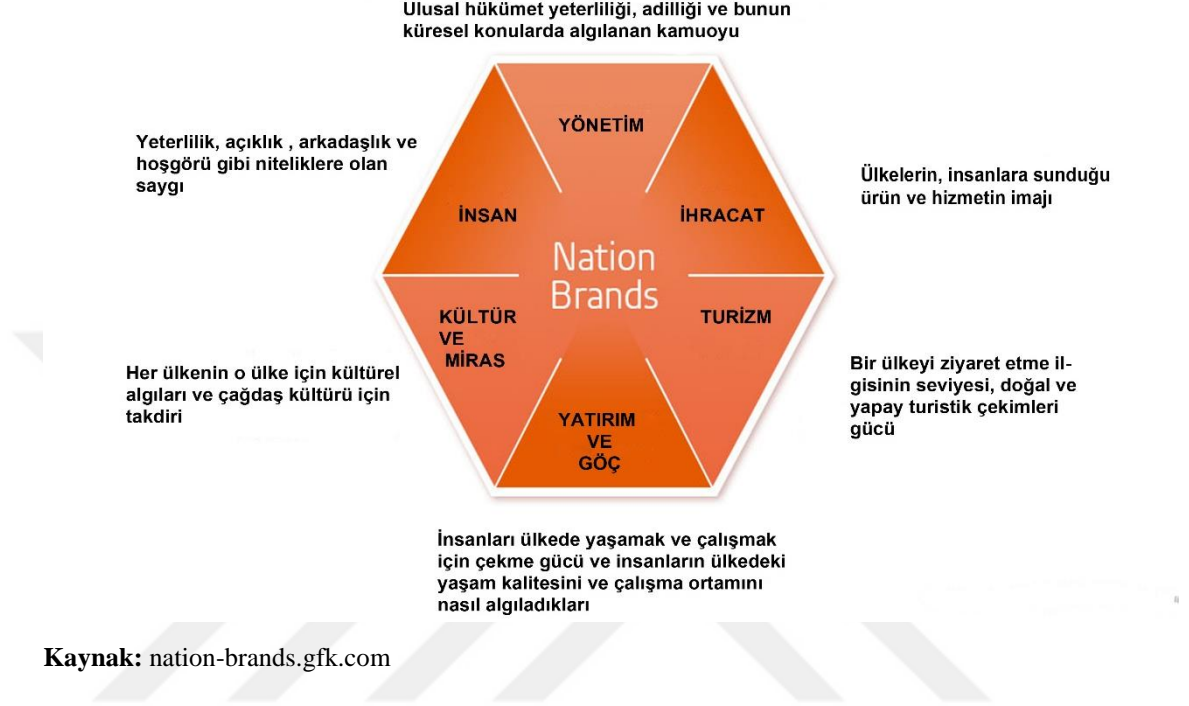 Ulusal hükümet yeterliliği, adilliği ve bunun
küresel konularda algılanan kamuoyu
YÖNETİM
Yeterlilik, açıklık , arkadaşlık ve
hoşgörü gibi niteliklere olan
saygı
İNSAN
İHRACAT
Ülkelerin, insanlara sunduğu
ürün ve hizmetin imajı
Nation
Brands
KÜLTÜR
VE
MİRAS
TURİZM
Her ülkenin o ülke için kültürel
algıları ve çağdaş kültürü için
takdiri
Bir ülkeyi ziyaret etme il-
gisinin seviyesi, doğal ve
yapay turistik çekimleri
gücü
YATIRIM
VE
GÖÇ
İnsanları ülkede yaşamak ve çalışmak
için çekme gücü ve insanların ülkedeki
yaşam kalitesini ve çalışma ortamını
nasıl algıladıkları
Kaynak: nation-brands.gfk.com